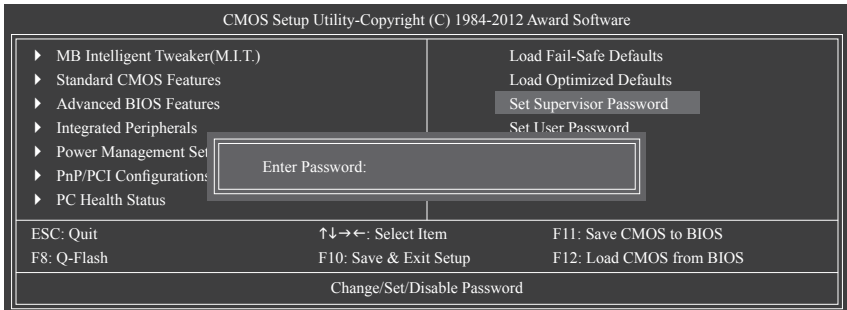 CMOS Setup Utility-Copyright (C) 1984-2012 Award Software
MB Intelligent Tweaker(M.I.T.)
Standard CMOS Features
Advanced BIOS Features
Integrated Peripherals
Power Management Set
PnP/PCI Configurations
PC Health Status
Load Fail-Safe Defaults
Load Optimized Defaults
Set Supervisor Password
Set User Password
Enter Password:
ESC: Quit ↑↓→←: Select Item F11: Save CMOS to BIOS
F8: Q-Flash F10: Save & Exit Setup F12: Load CMOS from BIOS
Change/Set/Disable Password